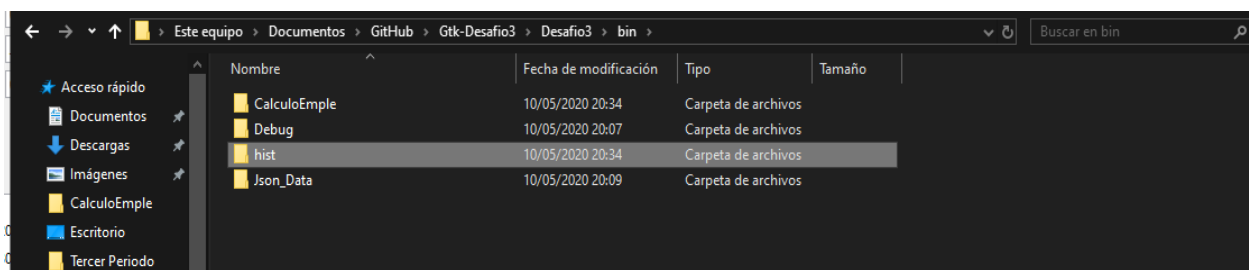 Este equipo > Documentos > GitHub > Gtk-Desafio3 > Desafio3 > bin >
Buscar en bin
Nombre Fecha de modificación Tipo Tamaño
Acceso rápido
Documentos
Descargas
Imágenes
CalculoEmple
Escritorio
Tercer Periodo
CalculoEmple 10/05/2020 20:34 Carpeta de archivos
Debug 10/05/2020 20:07 Carpeta de archivos
hist 10/05/2020 20:34 Carpeta de archivos
Json_Data 10/05/2020 20:09 Carpeta de archivos